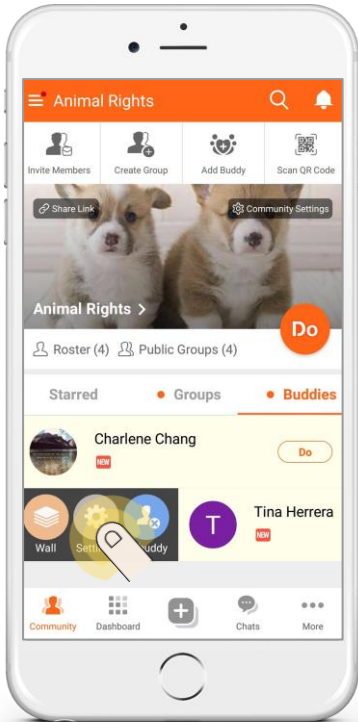 Animal Rights
Invite Members
Create Group
Add Buddy
Scan QR Code
Share Link
Community Settings
Animal Rights >
Do
Roster (4)
Public Groups (4)
Starred
Groups
Buddies
Charlene Chang
NEW
Do
Wall
T
Tina Herrera
NEW
Community
Dashboard
Chats
More